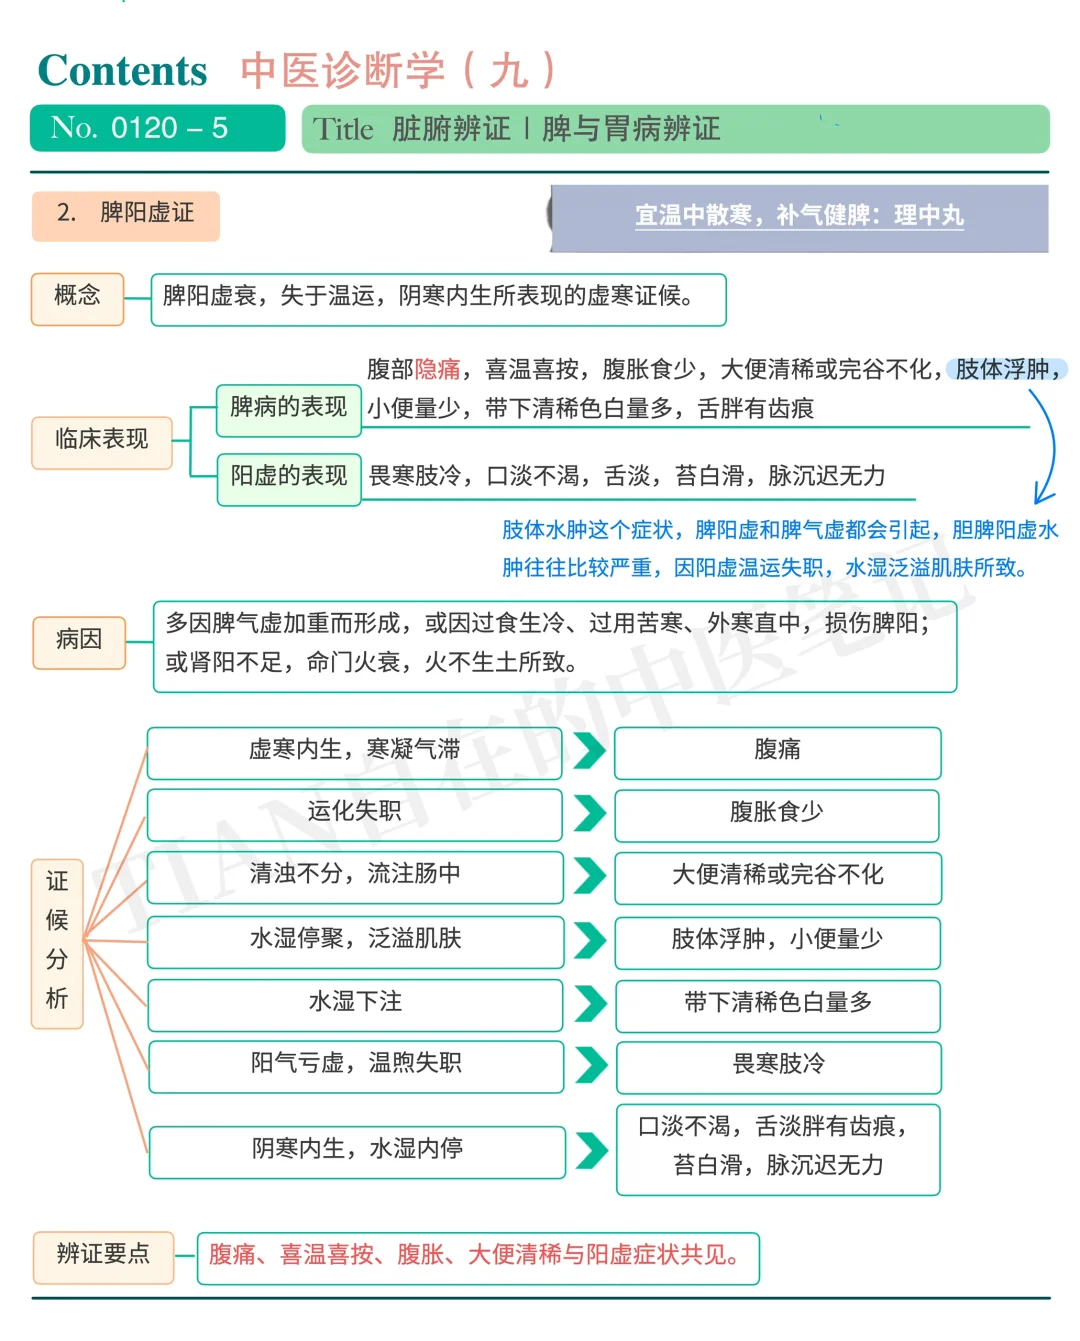 Contents 中医诊断学（九）
No. 0120 – 5
Title 脏腑辨证 | 脾与胃病辨证
2. 脾阳虚证
宜温中散寒，补气健脾：理中丸
概念
脾阳虚衰，失于温运，阴寒内生所表现的虚寒证候。
临床表现
脾病的表现
腹部隐痛，喜温喜按，腹胀食少，大便清稀或完谷不化，肢体浮肿，
小便量少，带下清稀色白量多，舌胖有齿痕
阳虚的表现
畏寒肢冷，口淡不渴，舌淡，苔白滑，脉沉迟无力
肢体水肿这个症状，脾阳虚和脾气虚都会引起，胆脾阳虚水
肿往往比较严重，因阳虚温运失职，水湿泛溢肌肤所致。
病因
多因脾气虚加重而形成，或因过食生冷、过用苦寒、外寒直中，损伤脾阳；
或肾阳不足，命门火衰，火不生土所致。
证候分析
虚寒内生，寒凝气滞
腹痛
运化失职
腹胀食少
清浊不分，流注肠中
大便清稀或完谷不化
水湿停聚，泛溢肌肤
肢体浮肿，小便量少
水湿下注
带下清稀色白量多
阳气亏虚，温煦失职
畏寒肢冷
阴寒内生，水湿内停
口淡不渴，舌淡胖有齿痕，
苔白滑，脉沉迟无力
辨证要点
腹痛、喜温喜按、腹胀、大便清稀与阳虚症状共见。
TIAN自在的中医笔记